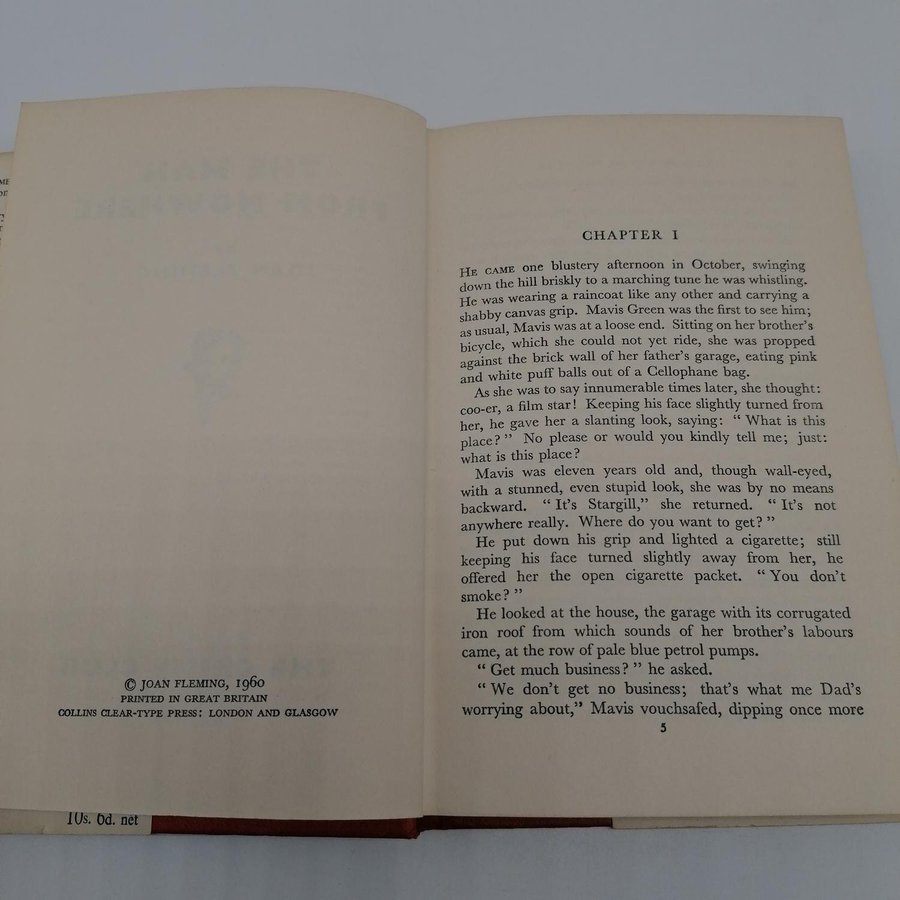 © JOAN FLEMING, 1960
PRINTED IN GREAT BRITAIN
COLLINS CLEAR-TYPE PRESS: LONDON AND GLASGOW
10s. 6d. net
CHAPTER I
HE CAME one blustery afternoon in October, swinging
down the hill briskly to a marching tune he was whistling.
He was wearing a raincoat like any other and carrying a
shabby canvas grip. Mavis Green was the first to see him;
as usual, Mavis was at a loose end. Sitting on her brother's
bicycle, which she could not yet ride, she was propped
against the brick wall of her father's garage, eating pink
and white puff balls out of a Cellophane bag.
As she was to say innumerable times later, she thought:
coo-er, a film star! Keeping his face slightly turned from
her, he gave her a slanting look, saying: "What is this
place?" No please or would you kindly tell me; just:
what is this place?
Mavis was eleven years old and, though wall-eyed,
with a stunned, even stupid look, she was by no means
backward. "It's Stargill," she returned. "It's not
anywhere really. Where do you want to get?"
He put down his grip and lighted a cigarette; still
keeping his face turned slightly away from her, he
offered her the open cigarette packet. "You don't
smoke?"
He looked at the house, the garage with its corrugated
iron roof from which sounds of her brother's labours
came, at the row of pale blue petrol pumps.
"Get much business?" he asked.
"We don't get no business; that's what me Dad's
worrying about," Mavis vouchsafed, dipping once more
5